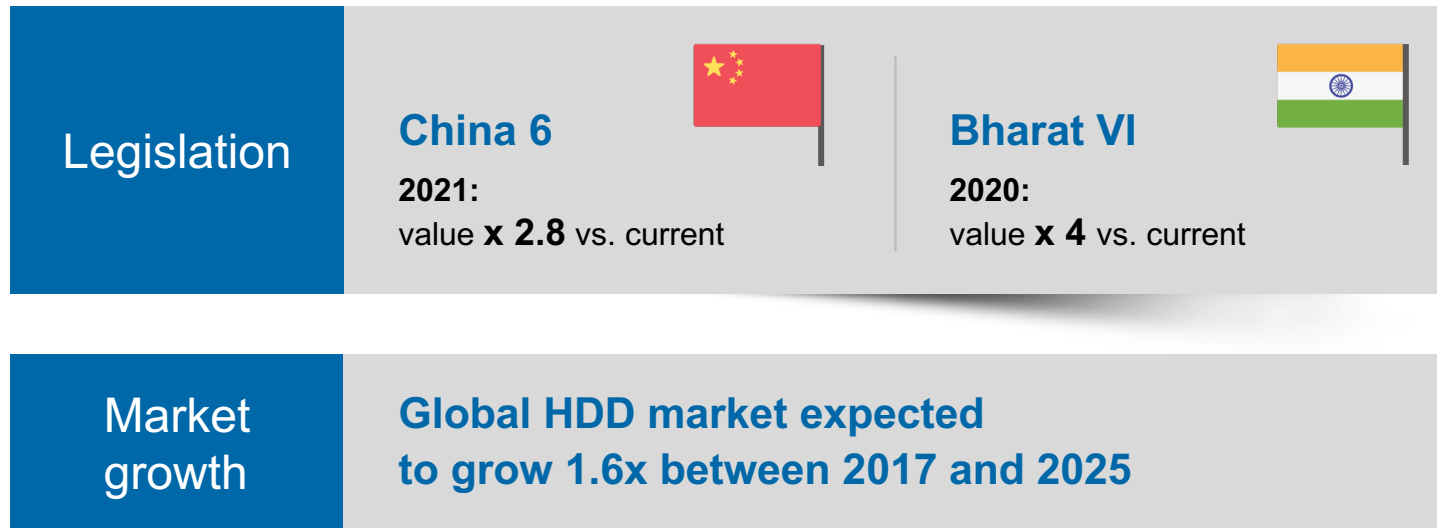 Legislation
China 6
2021:
value x 2.8 vs. current
Bharat VI
2020:
value x 4 vs. current
Market
growth
Global HDD market expected
to grow 1.6x between 2017 and 2025